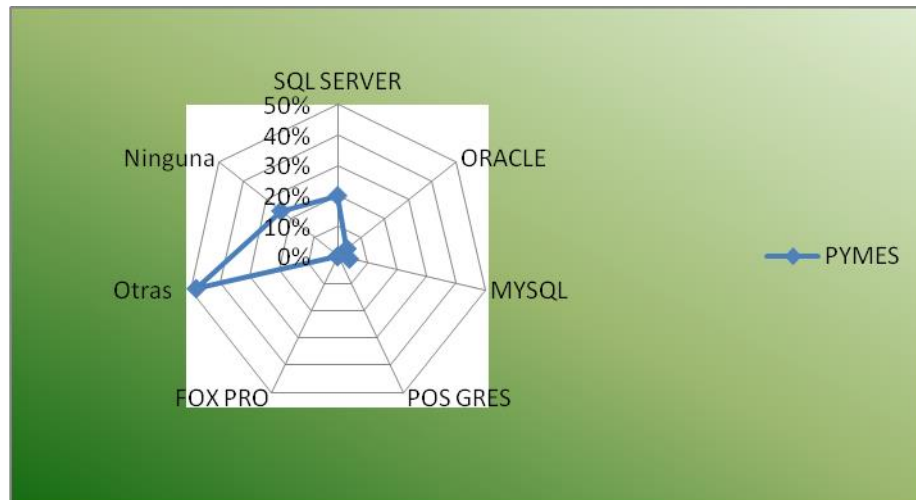 SQL SERVER
50%
40%
30%
20%
10%
0%
ORACLE
MYSQL
POS GRES
FOX PRO
Otras
Ninguna
PYMES